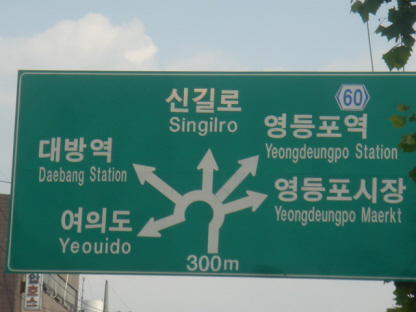 신길로
Singilro
60
영등포역
Yeongdeungpo Station
대방역
Daebang Station
영등포시장
Yeongdeungpo Maerkt
여의도
Yeouido
300m